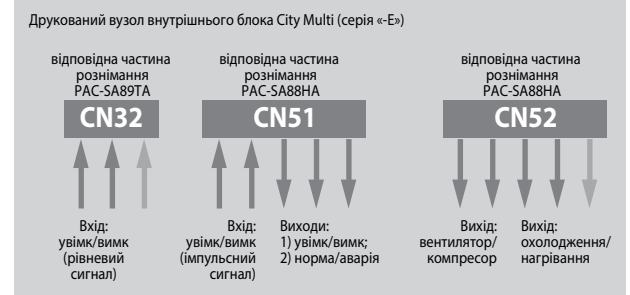 Друкований вузол внутрішнього блока City Multi (серія «-E»)
відповідна частина
рознімання
PAC-SA89TA
CN32
Вхід:
увімк/вимк
(рівневий
сигнал)
відповідна частина
рознімання
PAC-SA88HA
CN51
Вхід:
увімк/вимк
(імпульсний
сигнал)
Виходи:
1) увімк/вимк;
2) норма/аварія
відповідна частина
рознімання
PAC-SA88HA
CN52
Вихід:
вентилятор/
компресор
Вихід:
охолодження/
нагрівання